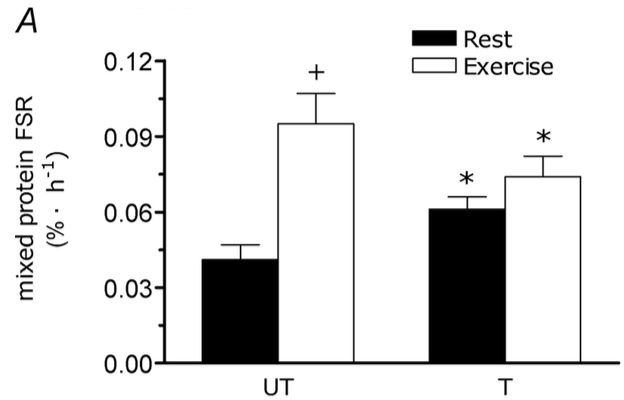 A
Rest
Exercise
mixed protein FSR
(% · h⁻¹)
0.12
0.09
0.06
0.03
0.00
+
*
*
UT
T